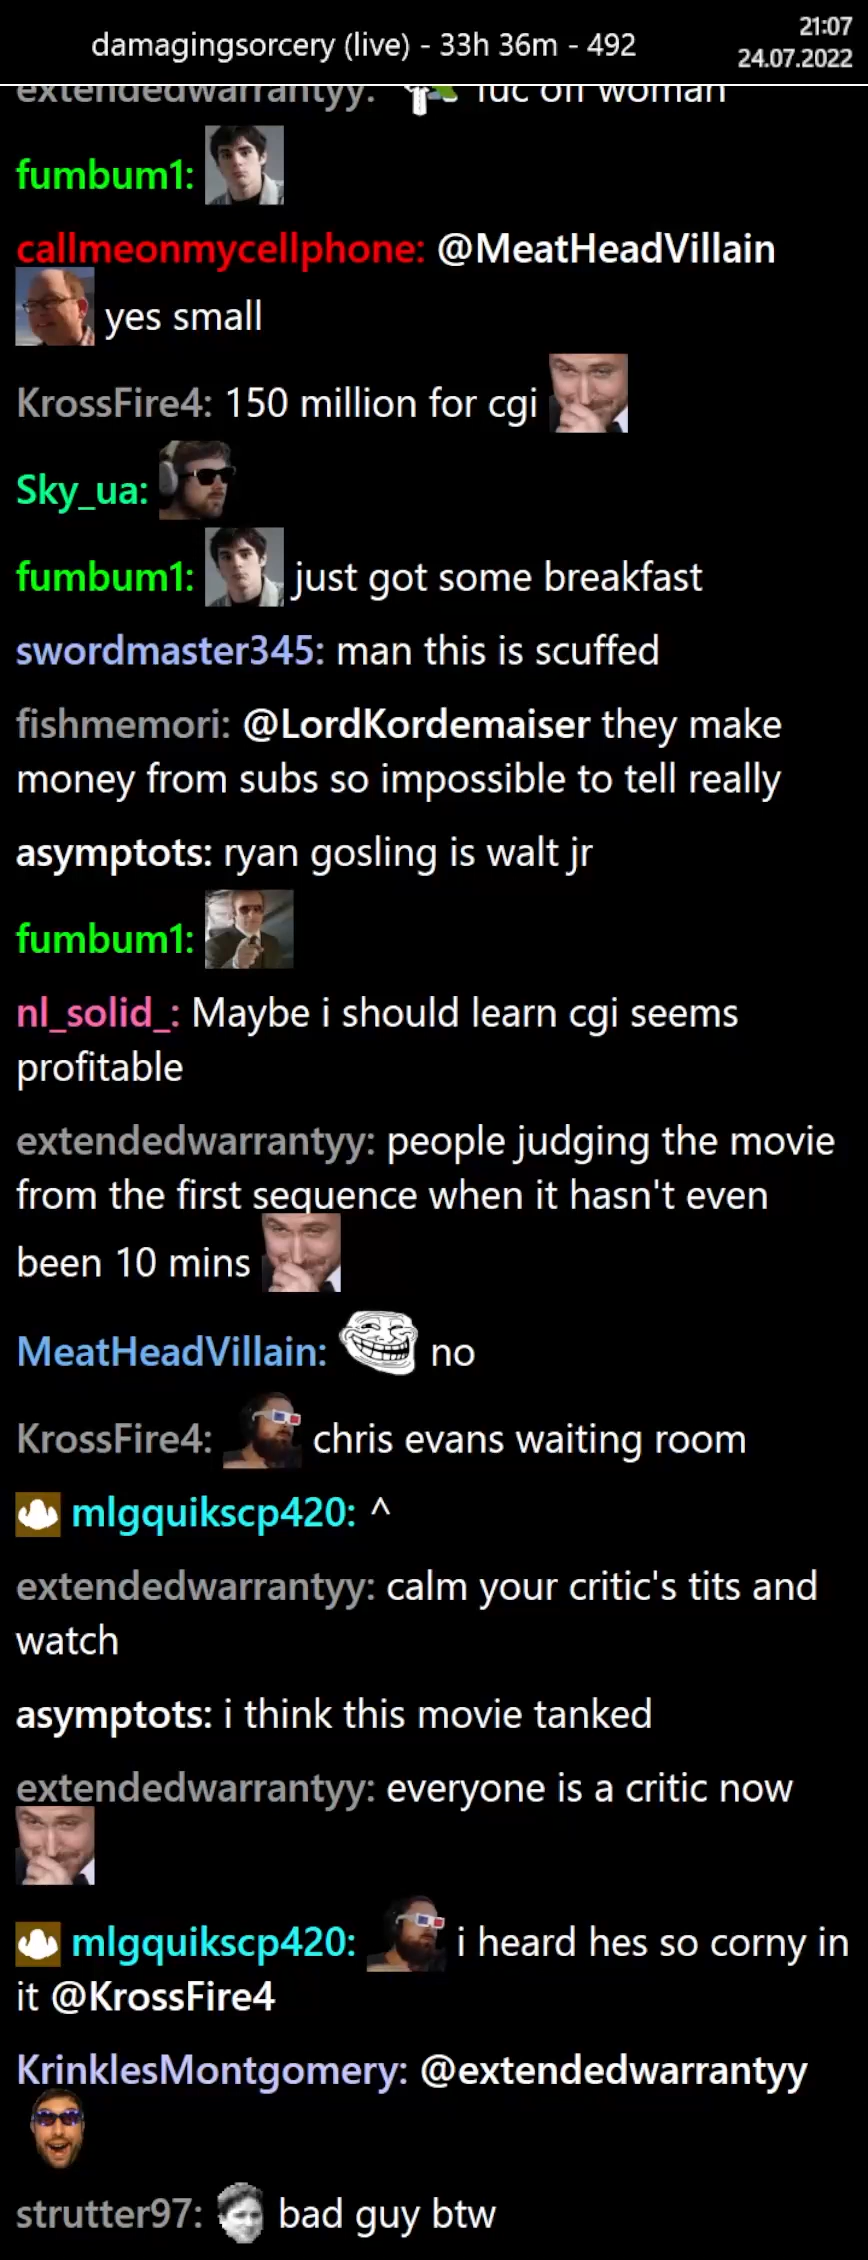 damagingsorcery (live) - 33h 36m - 492
21:07
24.07.2022
extendedwarrantyy: fuc off woman
fumbum1:
callmeonmycellphone: @MeatHeadVillain
yes small
KrossFire4: 150 million for cgi
Sky_ua:
fumbum1: just got some breakfast
swordmaster345: man this is scuffed
fishmemori: @LordKordemaiser they make
money from subs so impossible to tell really
asymptots: ryan gosling is walt jr
fumbum1:
nl_solid_: Maybe i should learn cgi seems
profitable
extendedwarrantyy: people judging the movie
from the first sequence when it hasn't even
been 10 mins
MeatHeadVillain: no
KrossFire4: chris evans waiting room
mlgquikscp420: ^
extendedwarrantyy: calm your critic's tits and
watch
asymptots: i think this movie tanked
extendedwarrantyy: everyone is a critic now
mlgquikscp420: i heard hes so corny in
it @KrossFire4
KrinklesMontgomery: @extendedwarrantyy
strutter97: bad guy btw